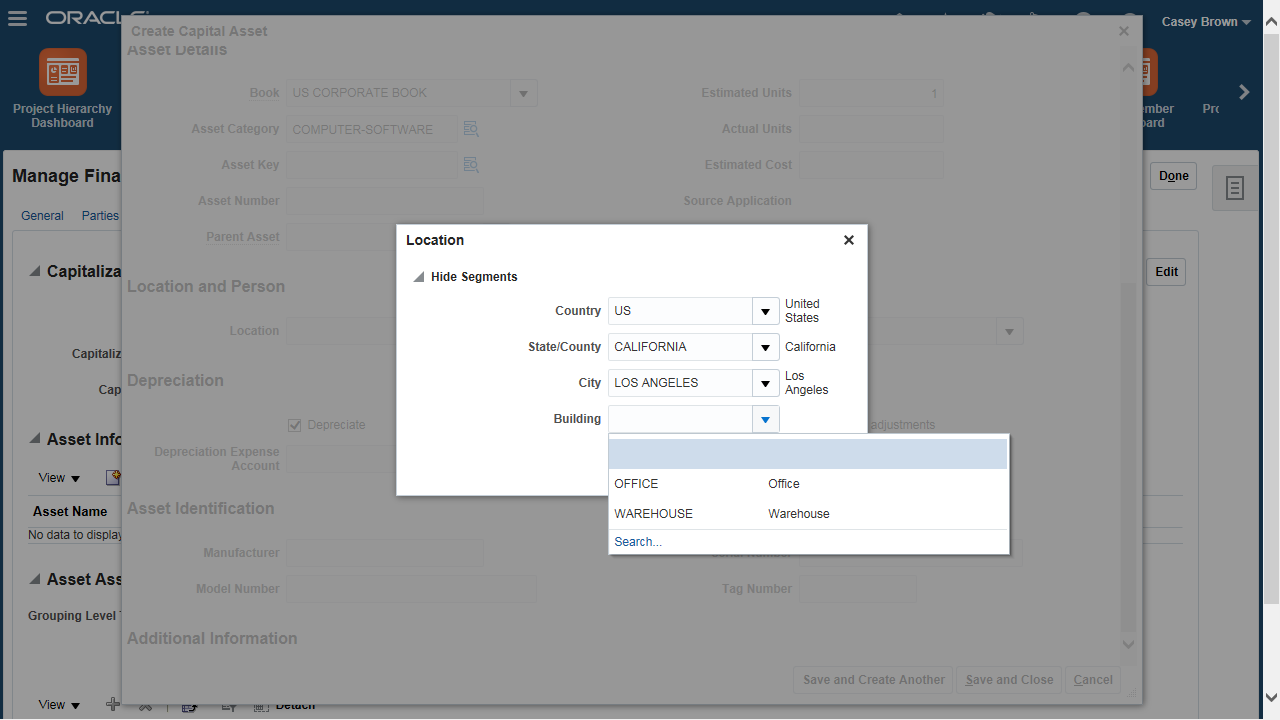 ORACLE
Casey Brown
Project Hierarchy
Dashboard
Create Capital Asset
Asset Details
Book
US CORPORATE BOOK
Estimated Units
1
Asset Category
COMPUTER-SOFTWARE
Actual Units
Asset Key
Estimated Cost
Asset Number
Source Application
Parent Asset
Manage Fina
Done
General
Parties
Capitaliza
Edit
Location and Person
Location
Capitaliz
Cap
Depreciation
Depreciate
adjustments
Depreciation Expense
Account
Asset Info
View
Asset Name
No data to display
Asset Identification
Manufacturer
Serial Number
Model Number
Tag Number
Asset Ass
Grouping Level
Additional Information
Save and Create Another
Save and Close
Cancel
View
Detach
Location
Hide Segments
Country
US
United
States
State/County
CALIFORNIA
California
City
LOS ANGELES
Los
Angeles
Building
OFFICE
Office
WAREHOUSE
Warehouse
Search...